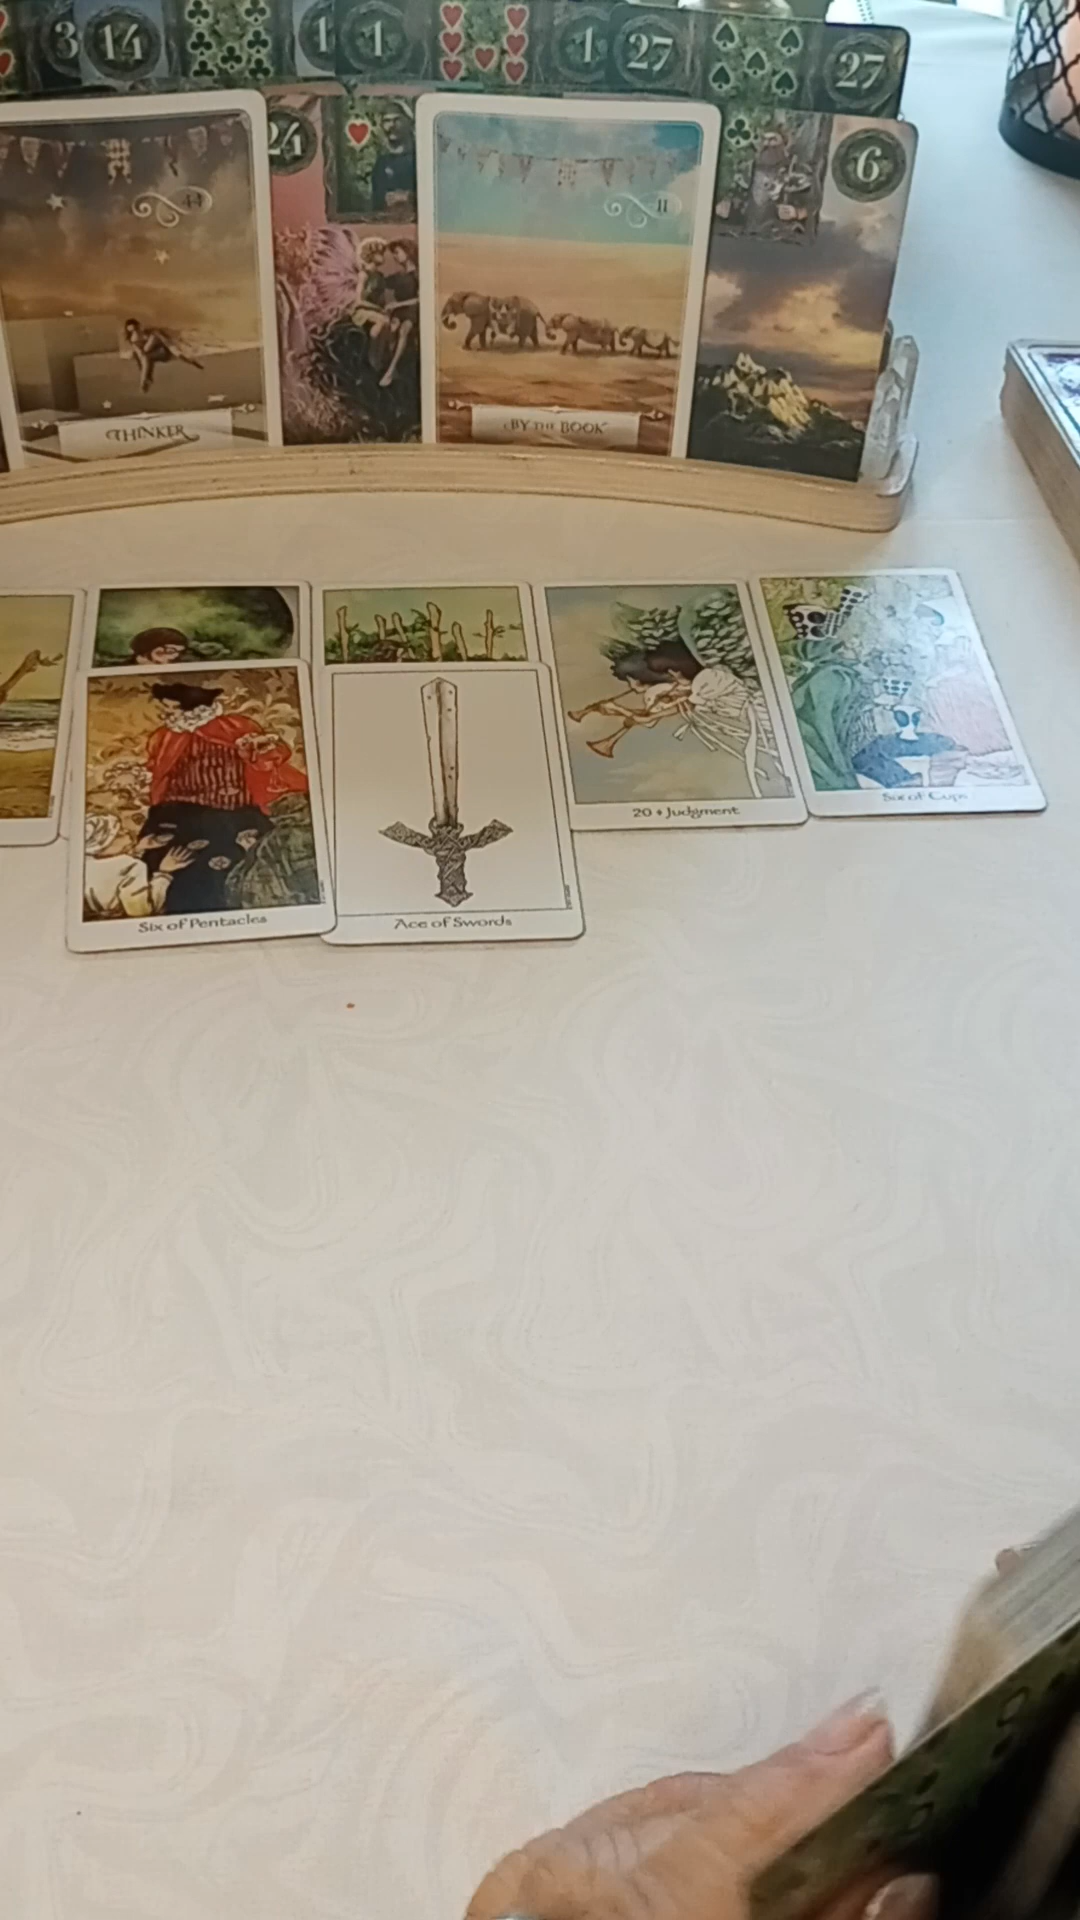 3 14 1 1 1 27 27
24 6
44 11
THINKER BY THE BOOK
20 + Judgment Six of Cups
Six of Pentacles Ace of Swords